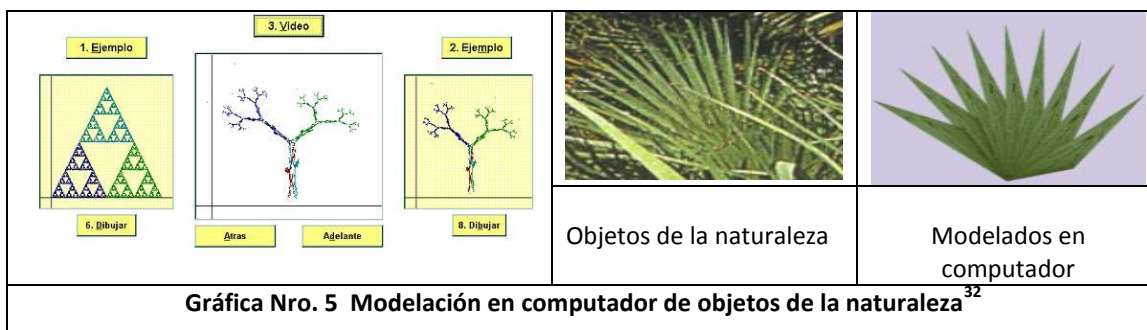 3. Video
1. Ejemplo
2. Ejemplo
6. Dibujar
8. Dibujar
Atras
Adelante
Objetos de la naturaleza
Modelados en
computador
Gráfica Nro. 5 Modelación en computador de objetos de la naturaleza32